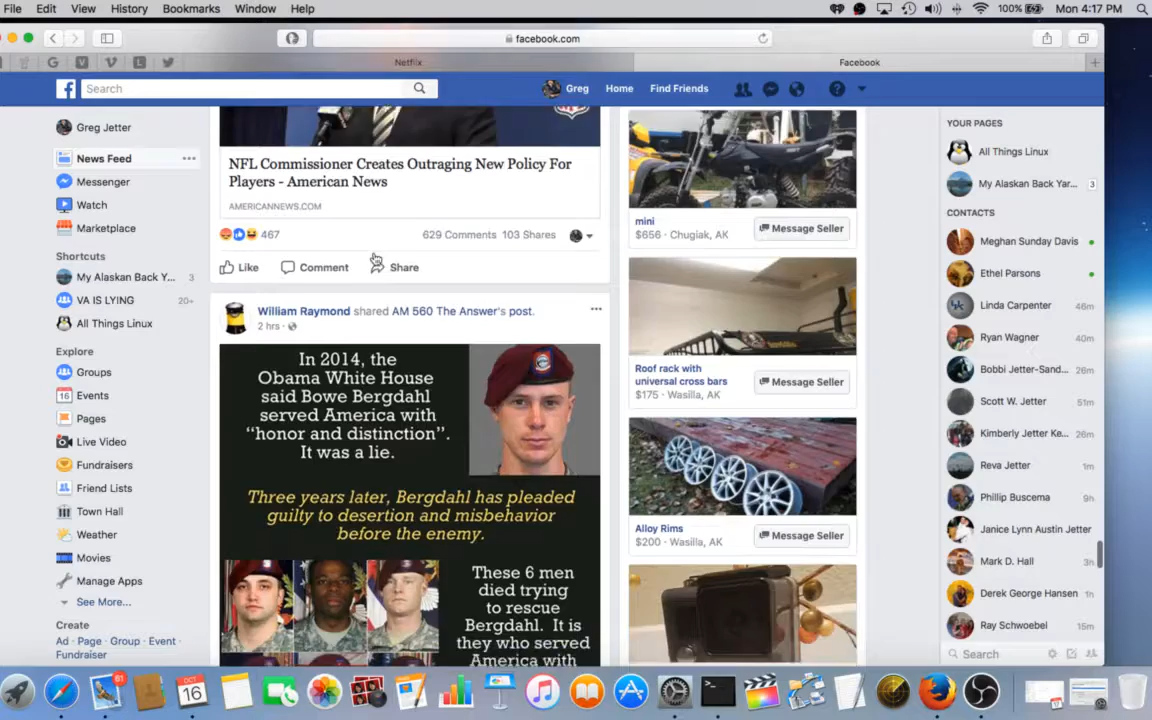 File Edit View History Bookmarks Window Help
100% Mon 4:17 PM
facebook.com
Netflix
Facebook
Search
Greg Home Find Friends
Greg Jetter
News Feed
Messenger
Watch
Marketplace
Shortcuts
My Alaskan Back Y... 3
VA IS LYING 20+
All Things Linux
Explore
Groups
Events
Pages
Live Video
Fundraisers
Friend Lists
Town Hall
Weather
Movies
Manage Apps
See More...
Create
Ad · Page · Group · Event ·
Fundraiser
NFL Commissioner Creates Outraging New Policy For
Players - American News
AMERICANNEWS.COM
467
629 Comments 103 Shares
Like Comment Share
William Raymond shared AM 560 The Answer's post.
2 hrs ·
In 2014, the
Obama White House
said Bowe Bergdahl
served America with
“honor and distinction”.
It was a lie.
Three years later, Bergdahl has pleaded
guilty to desertion and misbehavior
before the enemy.
These 6 men
died trying
to rescue
Bergdahl. It is
they who served
America with
mini
$656 · Chugiak, AK
Message Seller
Roof rack with
universal cross bars
$175 · Wasilla, AK
Message Seller
Alloy Rims
$200 · Wasilla, AK
Message Seller
YOUR PAGES
All Things Linux
My Alaskan Back Yar... 3
CONTACTS
Meghan Sunday Davis
Ethel Parsons
Linda Carpenter 46m
Ryan Wagner 40m
Bobbi Jetter-Sand... 26m
Scott W. Jetter 51m
Kimberly Jetter Ke... 26m
Reva Jetter 1m
Phillip Buscema 9h
Janice Lynn Austin Jetter
Mark D. Hall 3h
Derek George Hansen 1h
Ray Schwoebel 15m
Search
61
OCT
16